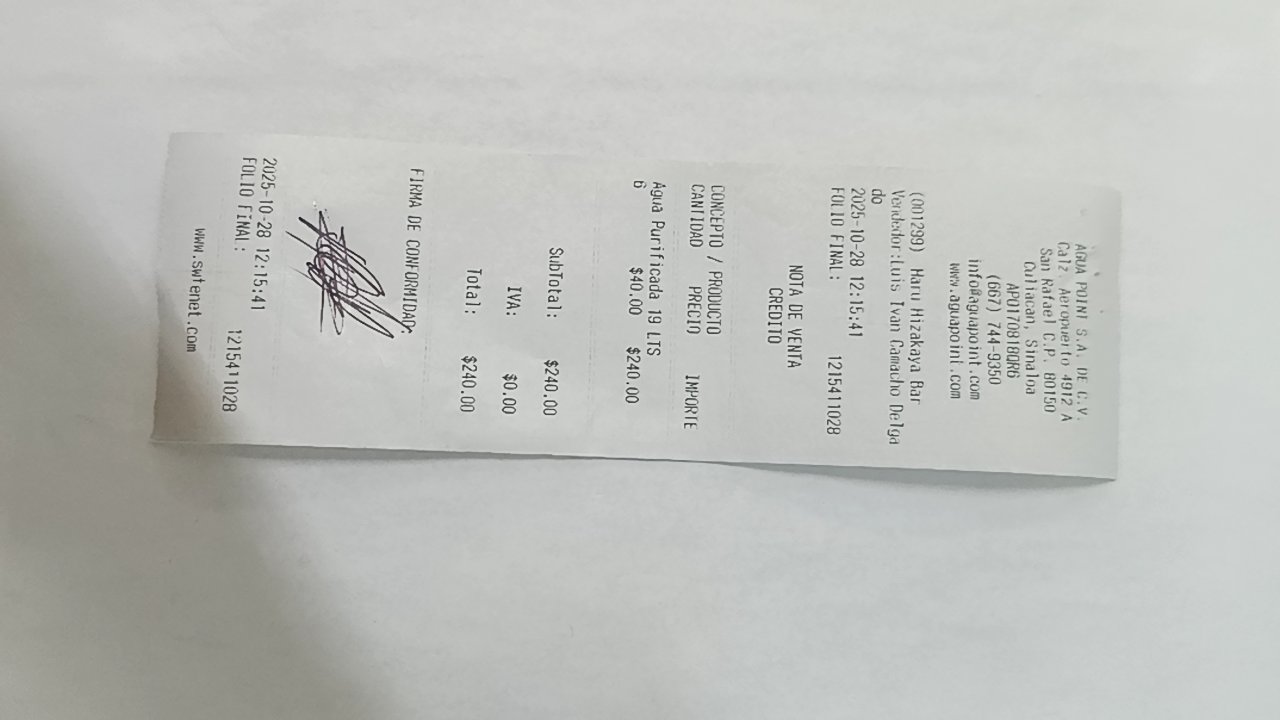 AGUA POINT S.A. DE C.V.
Calz. Aeropuerto 4912 A
San Rafael C.P. 80150
Culiacan, Sinaloa
APO170818QR6
(667) 744-9350
info@aguapoint.com
www.aguapoint.com
(001299) Haru Hizakaya Bar
Vendedor:Luis Ivan Camacho Delga
do
2025-10-28 12:15:41
FOLIO FINAL: 1215411028
NOTA DE VENTA
CREDITO
CONCEPTO / PRODUCTO
CANTIDAD PRECIO IMPORTE
Agua Purificada 19 LTS
6 $40.00 $240.00
SubTotal: $240.00
IVA: $0.00
Total: $240.00
FIRMA DE CONFORMIDAD:
2025-10-28 12:15:41
FOLIO FINAL: 1215411028
www.swtenet.com